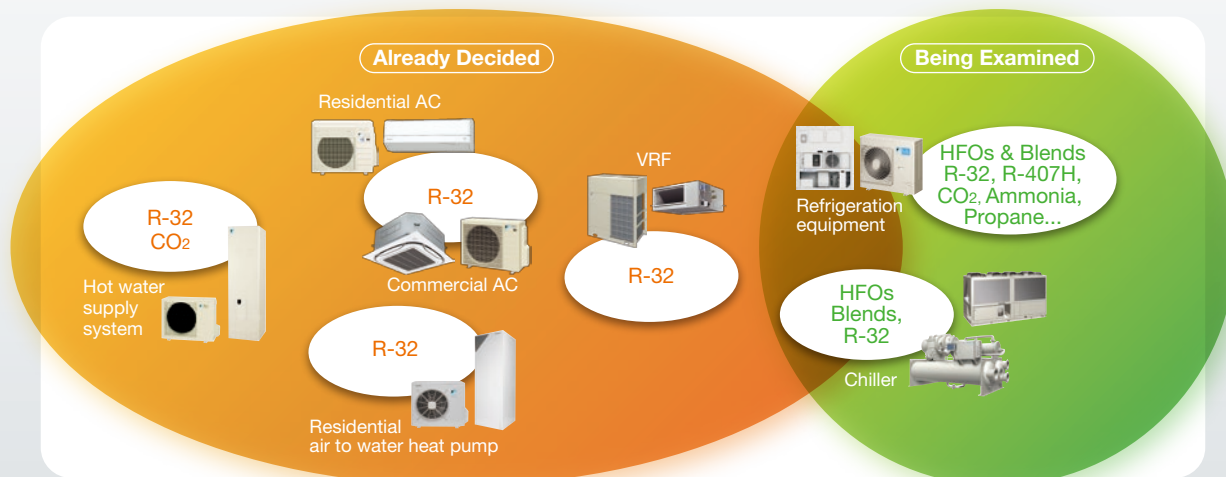 Already Decided
Being Examined
Residential AC
R-32
Commercial AC
VRF
R-32
R-32
CO₂
Hot water
supply
system
R-32
Residential
air to water heat pump
Refrigeration
equipment
HFOs & Blends
R-32, R-407H,
CO₂, Ammonia,
Propane...
HFOs
Blends,
R-32
Chiller